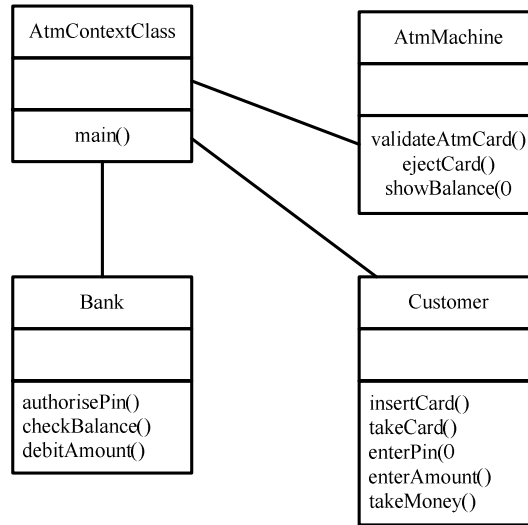 AtmContextClass
main()
AtmMachine
validateAtmCard()
ejectCard()
showBalance(0
Bank
authorisePin()
checkBalance()
debitAmount()
Customer
insertCard()
takeCard()
enterPin(0
enterAmount()
takeMoney()